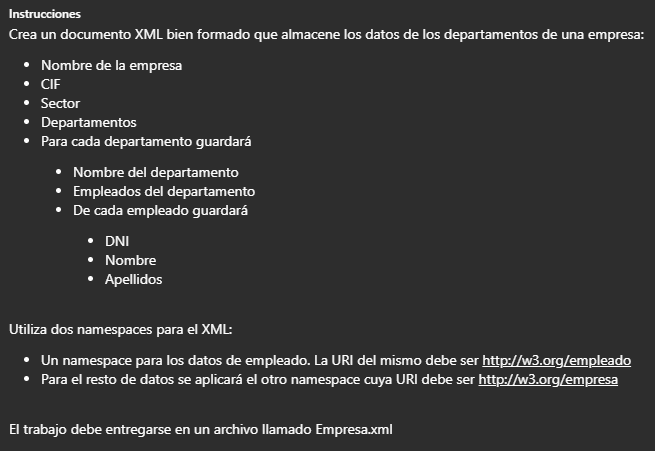 Instrucciones
Crea un documento XML bien formado que almacene los datos de los departamentos de una empresa:
• Nombre de la empresa
• CIF
• Sector
• Departamentos
• Para cada departamento guardará
• Nombre del departamento
• Empleados del departamento
• De cada empleado guardará
• DNI
• Nombre
• Apellidos
Utiliza dos namespaces para el XML:
• Un namespace para los datos de empleado. La URI del mismo debe ser http://w3.org/empleado
• Para el resto de datos se aplicará el otro namespace cuya URI debe ser http://w3.org/empresa
El trabajo debe entregarse en un archivo llamado Empresa.xml